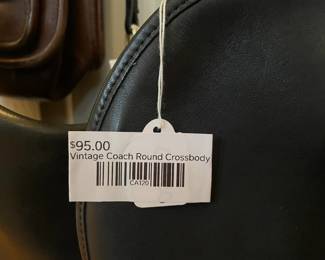 $95.00
Vintage Coach Round Crossbody
CA120